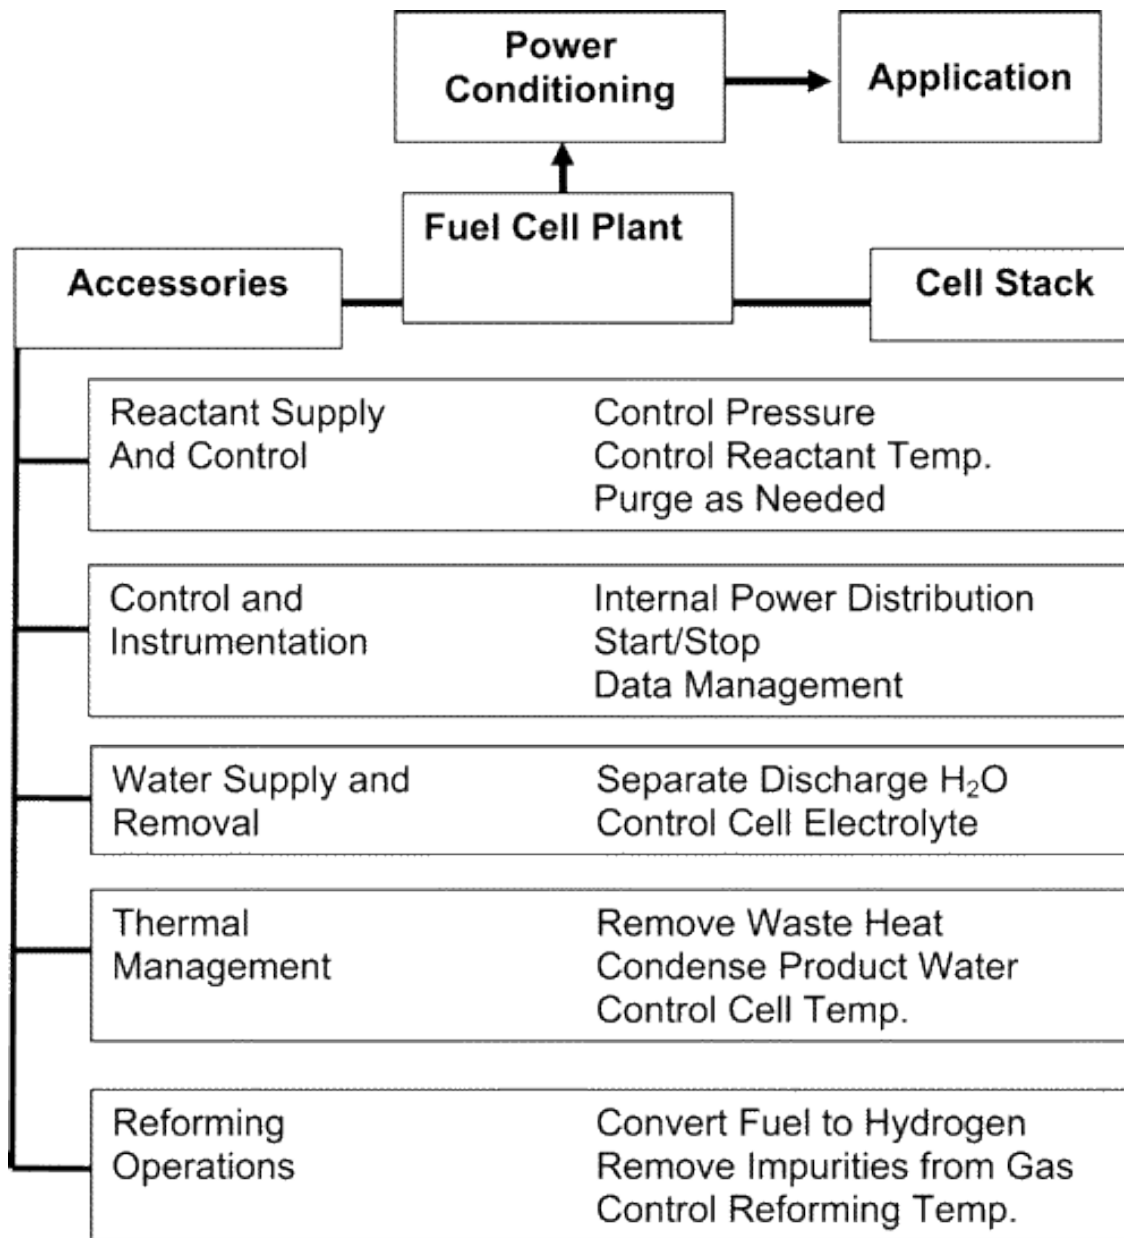 Power
Conditioning
Application
Fuel Cell Plant
Accessories
Cell Stack
Reactant Supply
And Control
Control Pressure
Control Reactant Temp.
Purge as Needed
Control and
Instrumentation
Internal Power Distribution
Start/Stop
Data Management
Water Supply and
Removal
Separate Discharge H₂O
Control Cell Electrolyte
Thermal
Management
Remove Waste Heat
Condense Product Water
Control Cell Temp.
Reforming
Operations
Convert Fuel to Hydrogen
Remove Impurities from Gas
Control Reforming Temp.